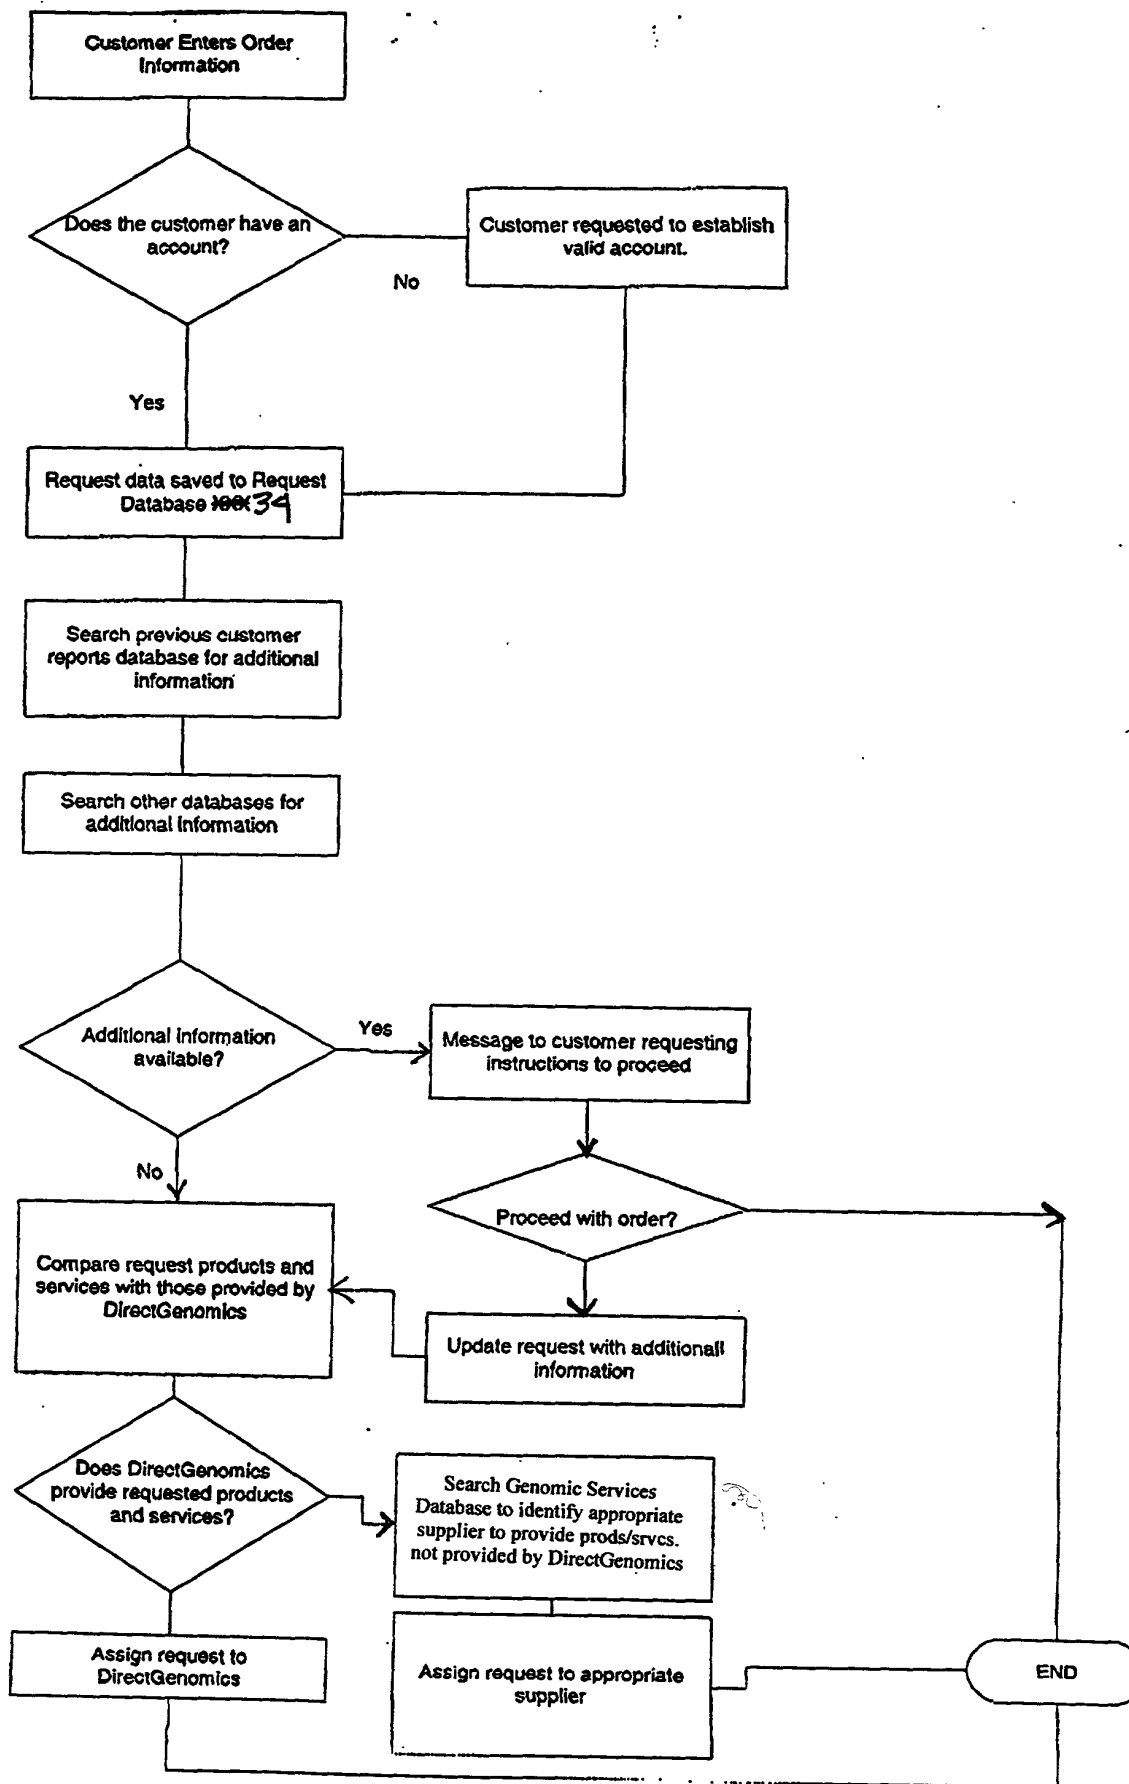 Customer Enters Order
Information
Does the customer have an
account?
No
Customer requested to establish
valid account.
Yes
Request data saved to Request
Database 34
Search previous customer
reports database for additional
information
Search other databases for
additional information
Additional information
available?
Yes
Message to customer requesting
instructions to proceed
No
Proceed with order?
Compare request products and
services with those provided by
DirectGenomics
Update request with additionall
information
Does DirectGenomics
provide requested products
and services?
Search Genomic Services
Database to identify appropriate
supplier to provide prods/srvcs.
not provided by DirectGenomics
Assign request to
DirectGenomics
Assign request to appropriate
supplier
END